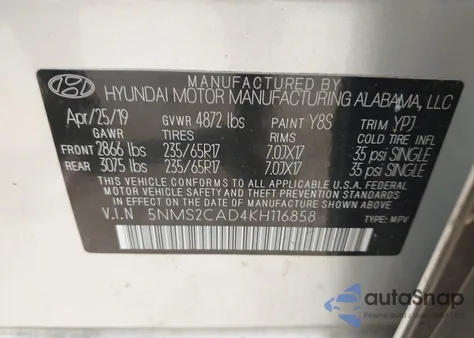 MANUFACTURED BY
HYUNDAI MOTOR MANUFACTURING ALABAMA, LLC
Apr/25/19 GVWR 4872 lbs PAINT Y8S TRIM YPJ
GAWR TIRES RIMS COLD TIRE INFL
FRONT 2866 lbs 235/65R17 7.0JX17 35 psi SINGLE
REAR 3075 lbs 235/65R17 7.0JX17 35 psi SINGLE
THIS VEHICLE CONFORMS TO ALL APPLICABLE U.S. FEDERAL
MOTOR VEHICLE SAFETY AND THEFT PREVENTION STANDARDS
IN EFFECT ON THE DATE OF MANUFACTURE SHOWN ABOVE.
V.I.N 5NMS2CAD4KH116858 TYPE: MPV
autoSnap